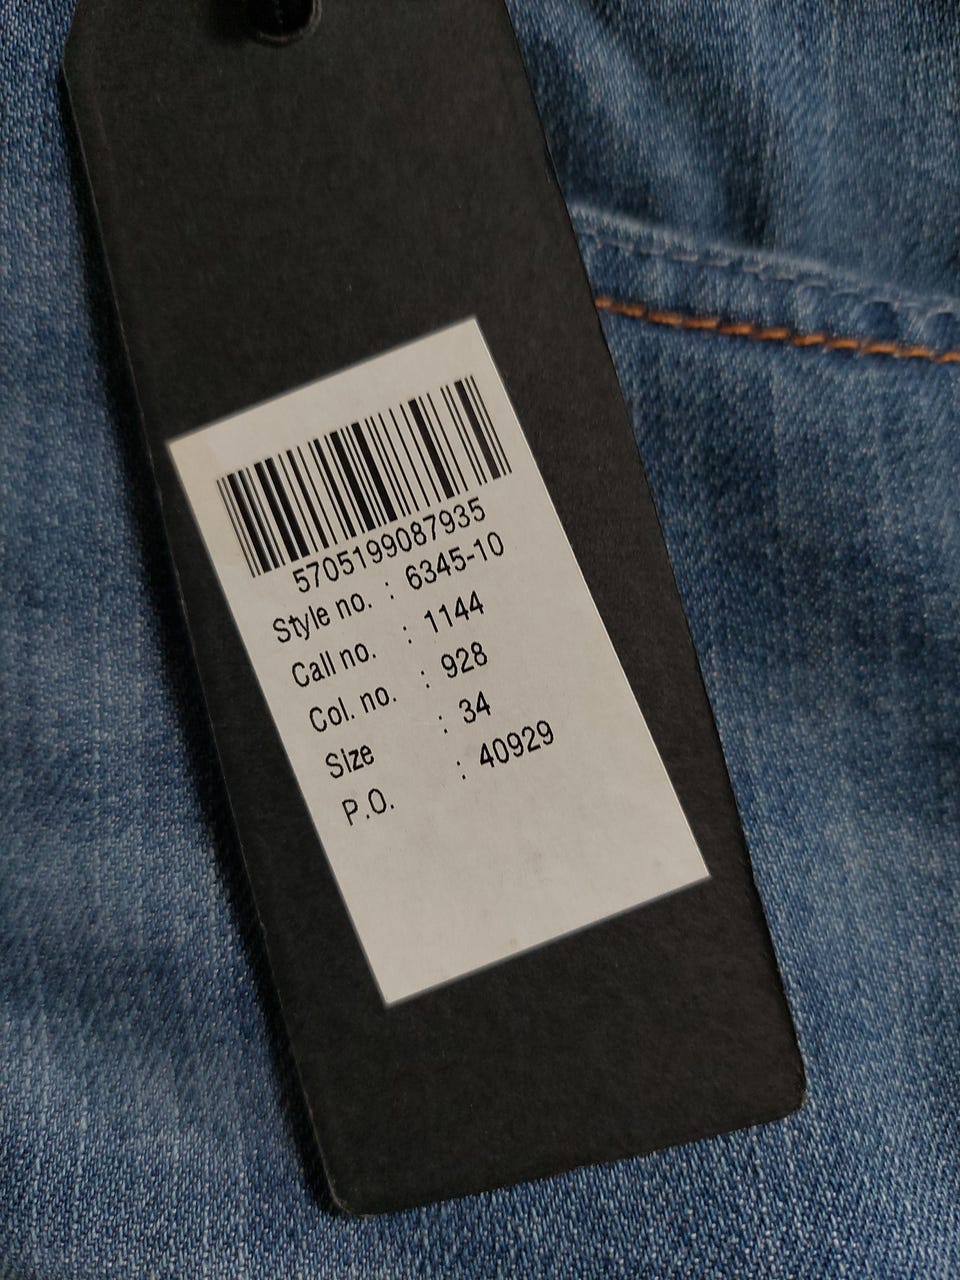 5705199087935
Style no. : 6345-10
Call no. : 1144
Col. no. : 928
Size : 34
P.O. : 40929